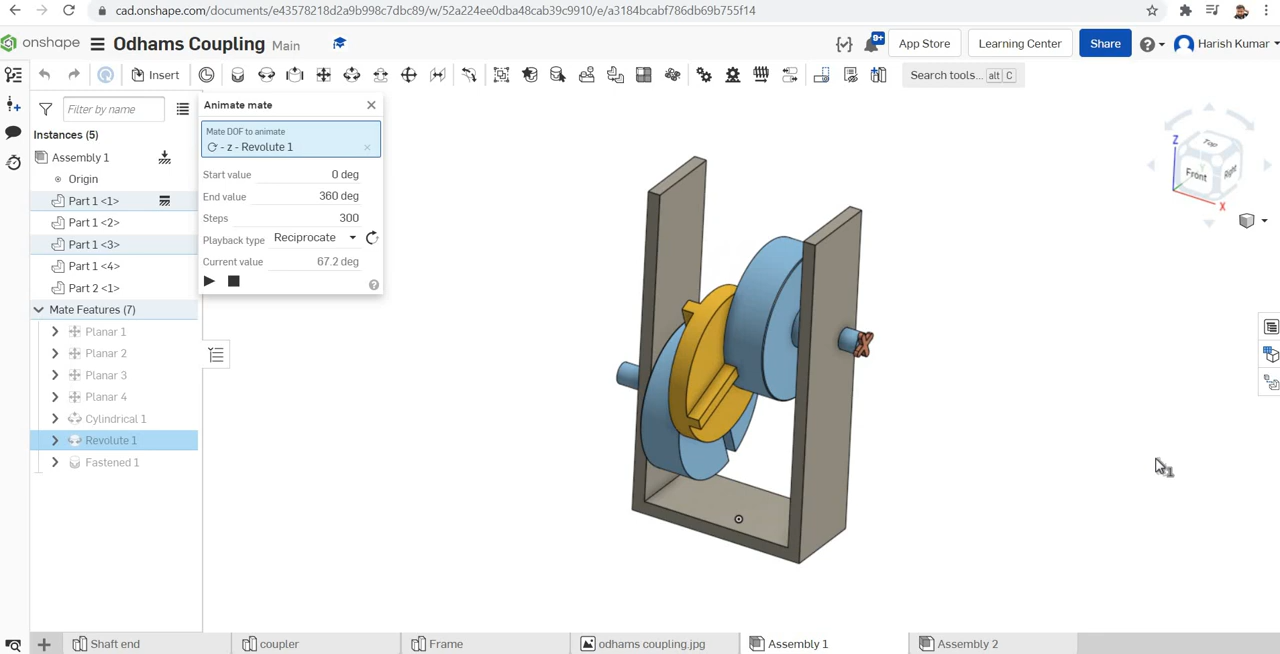 cad.onshape.com/documents/e43578218d2a9b998c7dbc89/w/52a224ee0dba48cab39c9910/e/a3184bcabf786db69b755f14
onshape Odhams Coupling Main 9+ App Store Learning Center Share Harish Kumar
Insert Search tools... alt C
Filter by name
Instances (5)
Assembly 1
Origin
Part 1 <1>
Part 1 <2>
Part 1 <3>
Part 1 <4>
Part 2 <1>
Mate Features (7)
Planar 1
Planar 2
Planar 3
Planar 4
Cylindrical 1
Revolute 1
Fastened 1
Animate mate
Mate DOF to animate
- z - Revolute 1
Start value 0 deg
End value 360 deg
Steps 300
Playback type Reciprocate
Current value 67.2 deg
Z
Top
Front
Right
X
Shaft end coupler Frame odhams coupling.jpg Assembly 1 Assembly 2